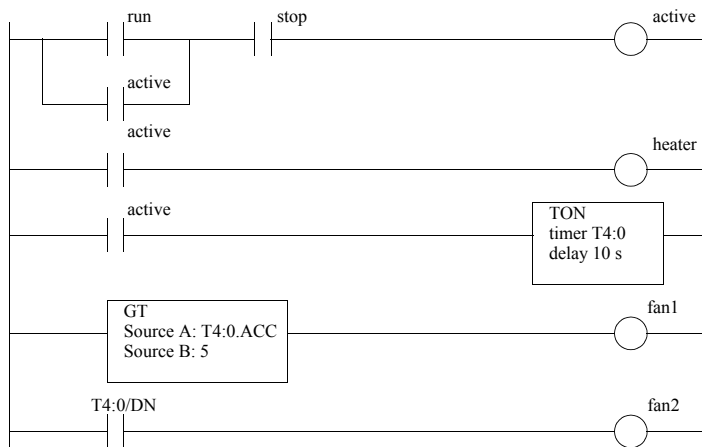 run
stop
active
active
active
heater
active
TON
timer T4:0
delay 10 s
GT
Source A: T4:0.ACC
Source B: 5
fan1
T4:0/DN
fan2